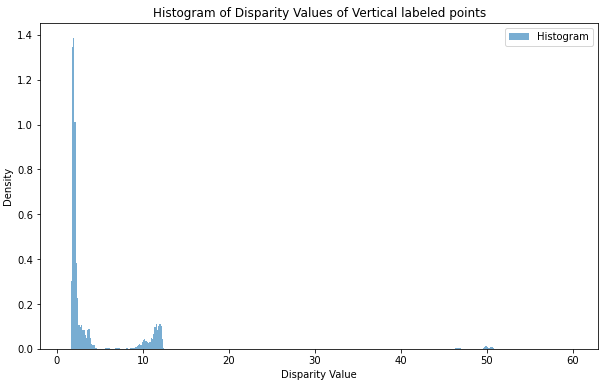 Histogram of Disparity Values of Vertical labeled points
Histogram
1.4
1.2
1.0
0.8
0.6
0.4
0.2
0.0
Density
0 10 20 30 40 50 60
Disparity Value